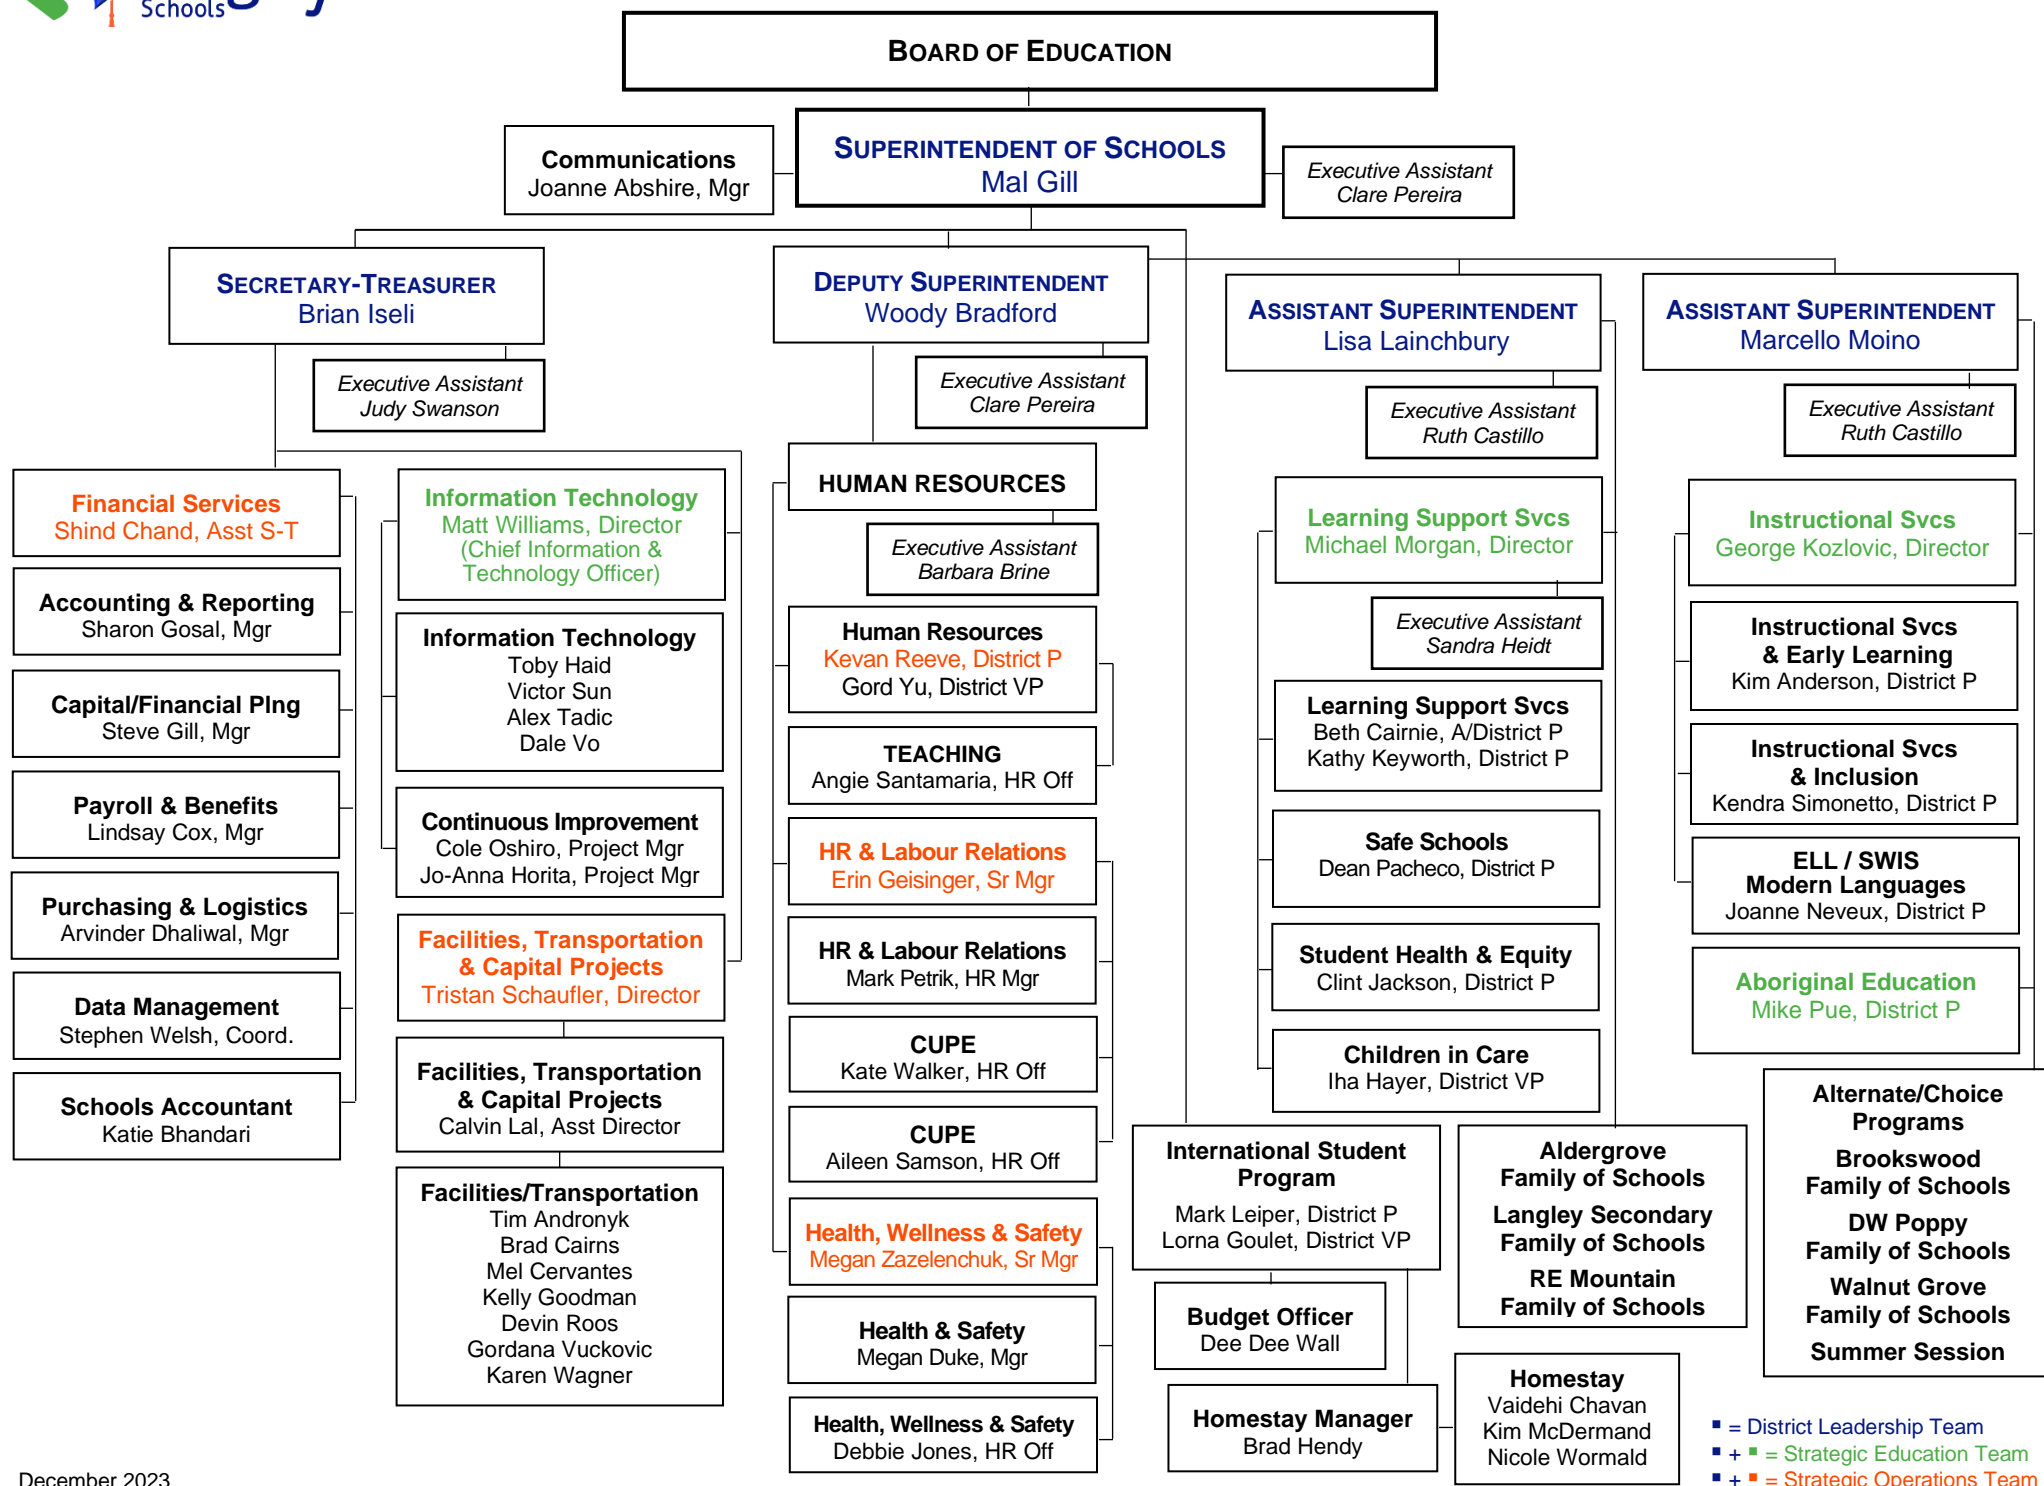 Schools
BOARD OF EDUCATION
Communications
Joanne Abshire, Mgr
SUPERINTENDENT OF SCHOOLS
Mal Gill
Executive Assistant
Clare Pereira
SECRETARY-TREASURER
Brian Iseli
DEPUTY SUPERINTENDENT
Woody Bradford
ASSISTANT SUPERINTENDENT
Lisa Lainchbury
ASSISTANT SUPERINTENDENT
Marcello Moino
Executive Assistant
Judy Swanson
Executive Assistant
Clare Pereira
Executive Assistant
Ruth Castillo
Executive Assistant
Ruth Castillo
Financial Services
Shind Chand, Asst S-T
Accounting & Reporting
Sharon Gosal, Mgr
Capital/Financial Plng
Steve Gill, Mgr
Payroll & Benefits
Lindsay Cox, Mgr
Purchasing & Logistics
Arvinder Dhaliwal, Mgr
Data Management
Stephen Welsh, Coord.
Schools Accountant
Katie Bhandari
Information Technology
Matt Williams, Director
(Chief Information &
Technology Officer)
Information Technology
Toby Haid
Victor Sun
Alex Tadic
Dale Vo
Continuous Improvement
Cole Oshiro, Project Mgr
Jo-Anna Horita, Project Mgr
Facilities, Transportation
& Capital Projects
Tristan Schaufler, Director
Facilities, Transportation
& Capital Projects
Calvin Lal, Asst Director
Facilities/Transportation
Tim Andronyk
Brad Cairns
Mel Cervantes
Kelly Goodman
Devin Roos
Gordana Vuckovic
Karen Wagner
HUMAN RESOURCES
Executive Assistant
Barbara Brine
Human Resources
Kevan Reeve, District P
Gord Yu, District VP
TEACHING
Angie Santamaria, HR Off
HR & Labour Relations
Erin Geisinger, Sr Mgr
HR & Labour Relations
Mark Petrik, HR Mgr
CUPE
Kate Walker, HR Off
CUPE
Aileen Samson, HR Off
Health, Wellness & Safety
Megan Zazelenchuk, Sr Mgr
Health & Safety
Megan Duke, Mgr
Health, Wellness & Safety
Debbie Jones, HR Off
Learning Support Svcs
Michael Morgan, Director
Executive Assistant
Sandra Heidt
Learning Support Svcs
Beth Cairnie, A/District P
Kathy Keyworth, District P
Safe Schools
Dean Pacheco, District P
Student Health & Equity
Clint Jackson, District P
Children in Care
Iha Hayer, District VP
International Student
Program
Mark Leiper, District P
Lorna Goulet, District VP
Budget Officer
Dee Dee Wall
Homestay Manager
Brad Hendy
Homestay
Vaidehi Chavan
Kim McDermand
Nicole Wormald
Aldergrove
Family of Schools
Langley Secondary
Family of Schools
RE Mountain
Family of Schools
Instructional Svcs
George Kozlovic, Director
Instructional Svcs
& Early Learning
Kim Anderson, District P
Instructional Svcs
& Inclusion
Kendra Simonetto, District P
ELL / SWIS
Modern Languages
Joanne Neveux, District P
Aboriginal Education
Mike Pue, District P
Alternate/Choice
Programs
Brookswood
Family of Schools
DW Poppy
Family of Schools
Walnut Grove
Family of Schools
Summer Session
= District Leadership Team
+ = Strategic Education Team
+ = Strategic Operations Team
December 2023